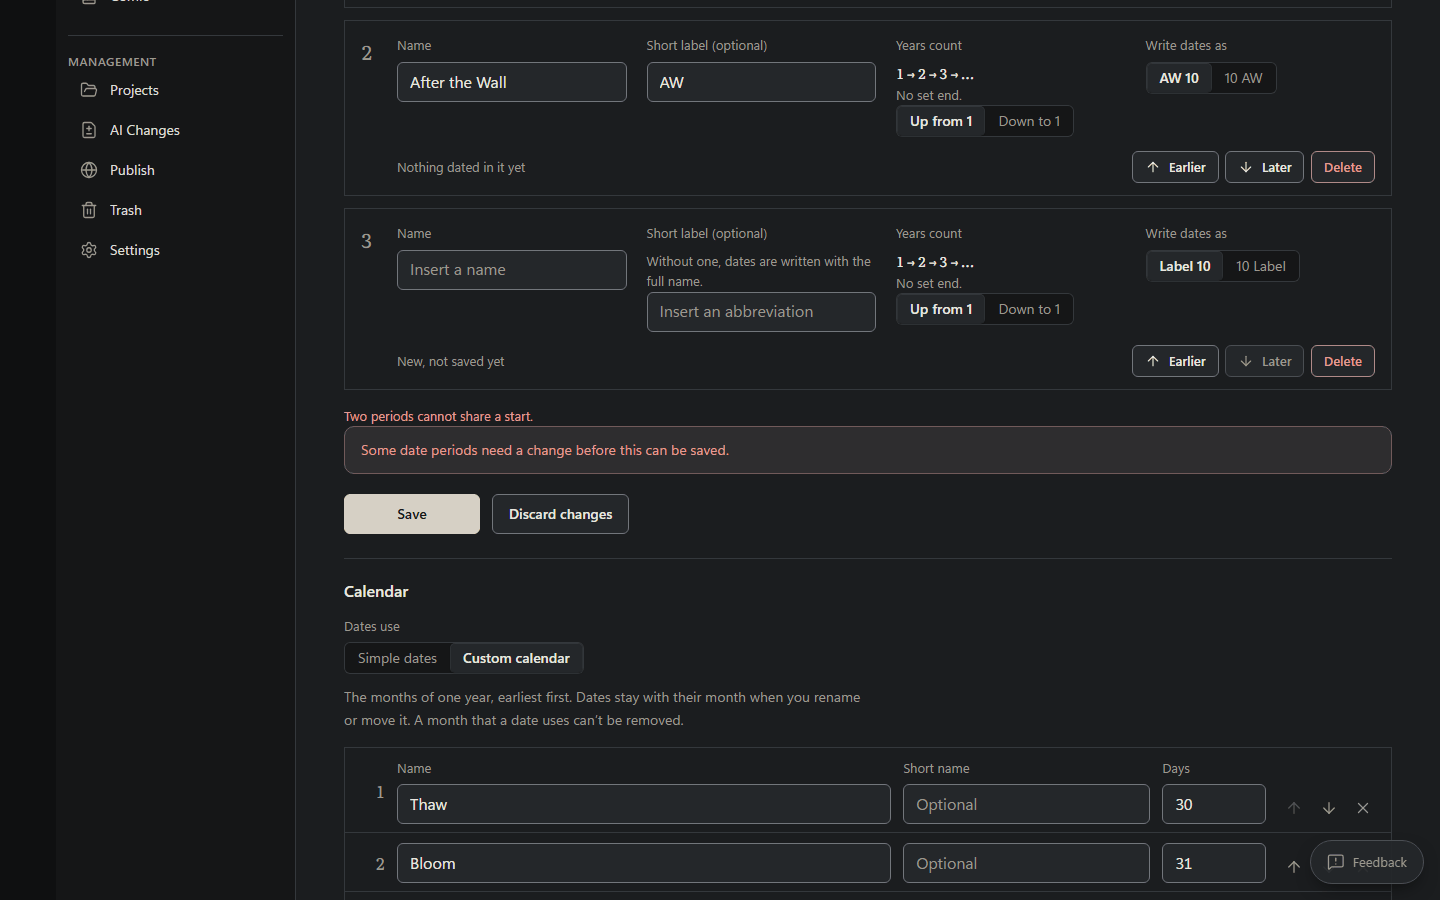 MANAGEMENT
Projects
AI Changes
Publish
Trash
Settings
2
Name
After the Wall
Short label (optional)
AW
Years count
1 → 2 → 3 → ...
No set end.
Up from 1
Down to 1
Write dates as
AW 10
10 AW
Nothing dated in it yet
Earlier
Later
Delete
3
Name
Insert a name
Short label (optional)
Without one, dates are written with the
full name.
Insert an abbreviation
Years count
1 → 2 → 3 → ...
No set end.
Up from 1
Down to 1
Write dates as
Label 10
10 Label
New, not saved yet
Earlier
Later
Delete
Two periods cannot share a start.
Some date periods need a change before this can be saved.
Save
Discard changes
Calendar
Dates use
Simple dates
Custom calendar
The months of one year, earliest first. Dates stay with their month when you rename
or move it. A month that a date uses can't be removed.
Name
Short name
Days
1
Thaw
Optional
30
2
Bloom
Optional
31
Feedback